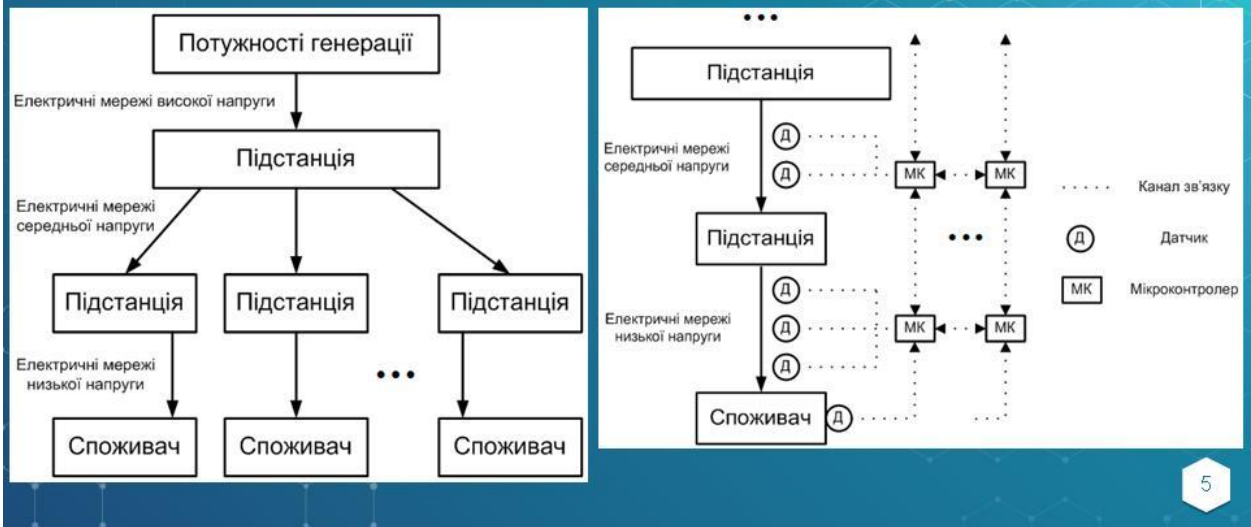 Потужності генерації
Електричні мережі високої напруги
Підстанція
Електричні мережі
середньої напруги
Підстанція
Підстанція
Підстанція
Електричні мережі
низької напруги
•••
Споживач
Споживач
Споживач
•••
Підстанція
Електричні мережі
середньої напруги
Д
Д
МК
МК
Підстанція
•••
Електричні мережі
низької напруги
Д
Д
Д
МК
МК
Споживач
Д
Канал зв'язку
Д
Датчик
МК
Мікроконтролер
5